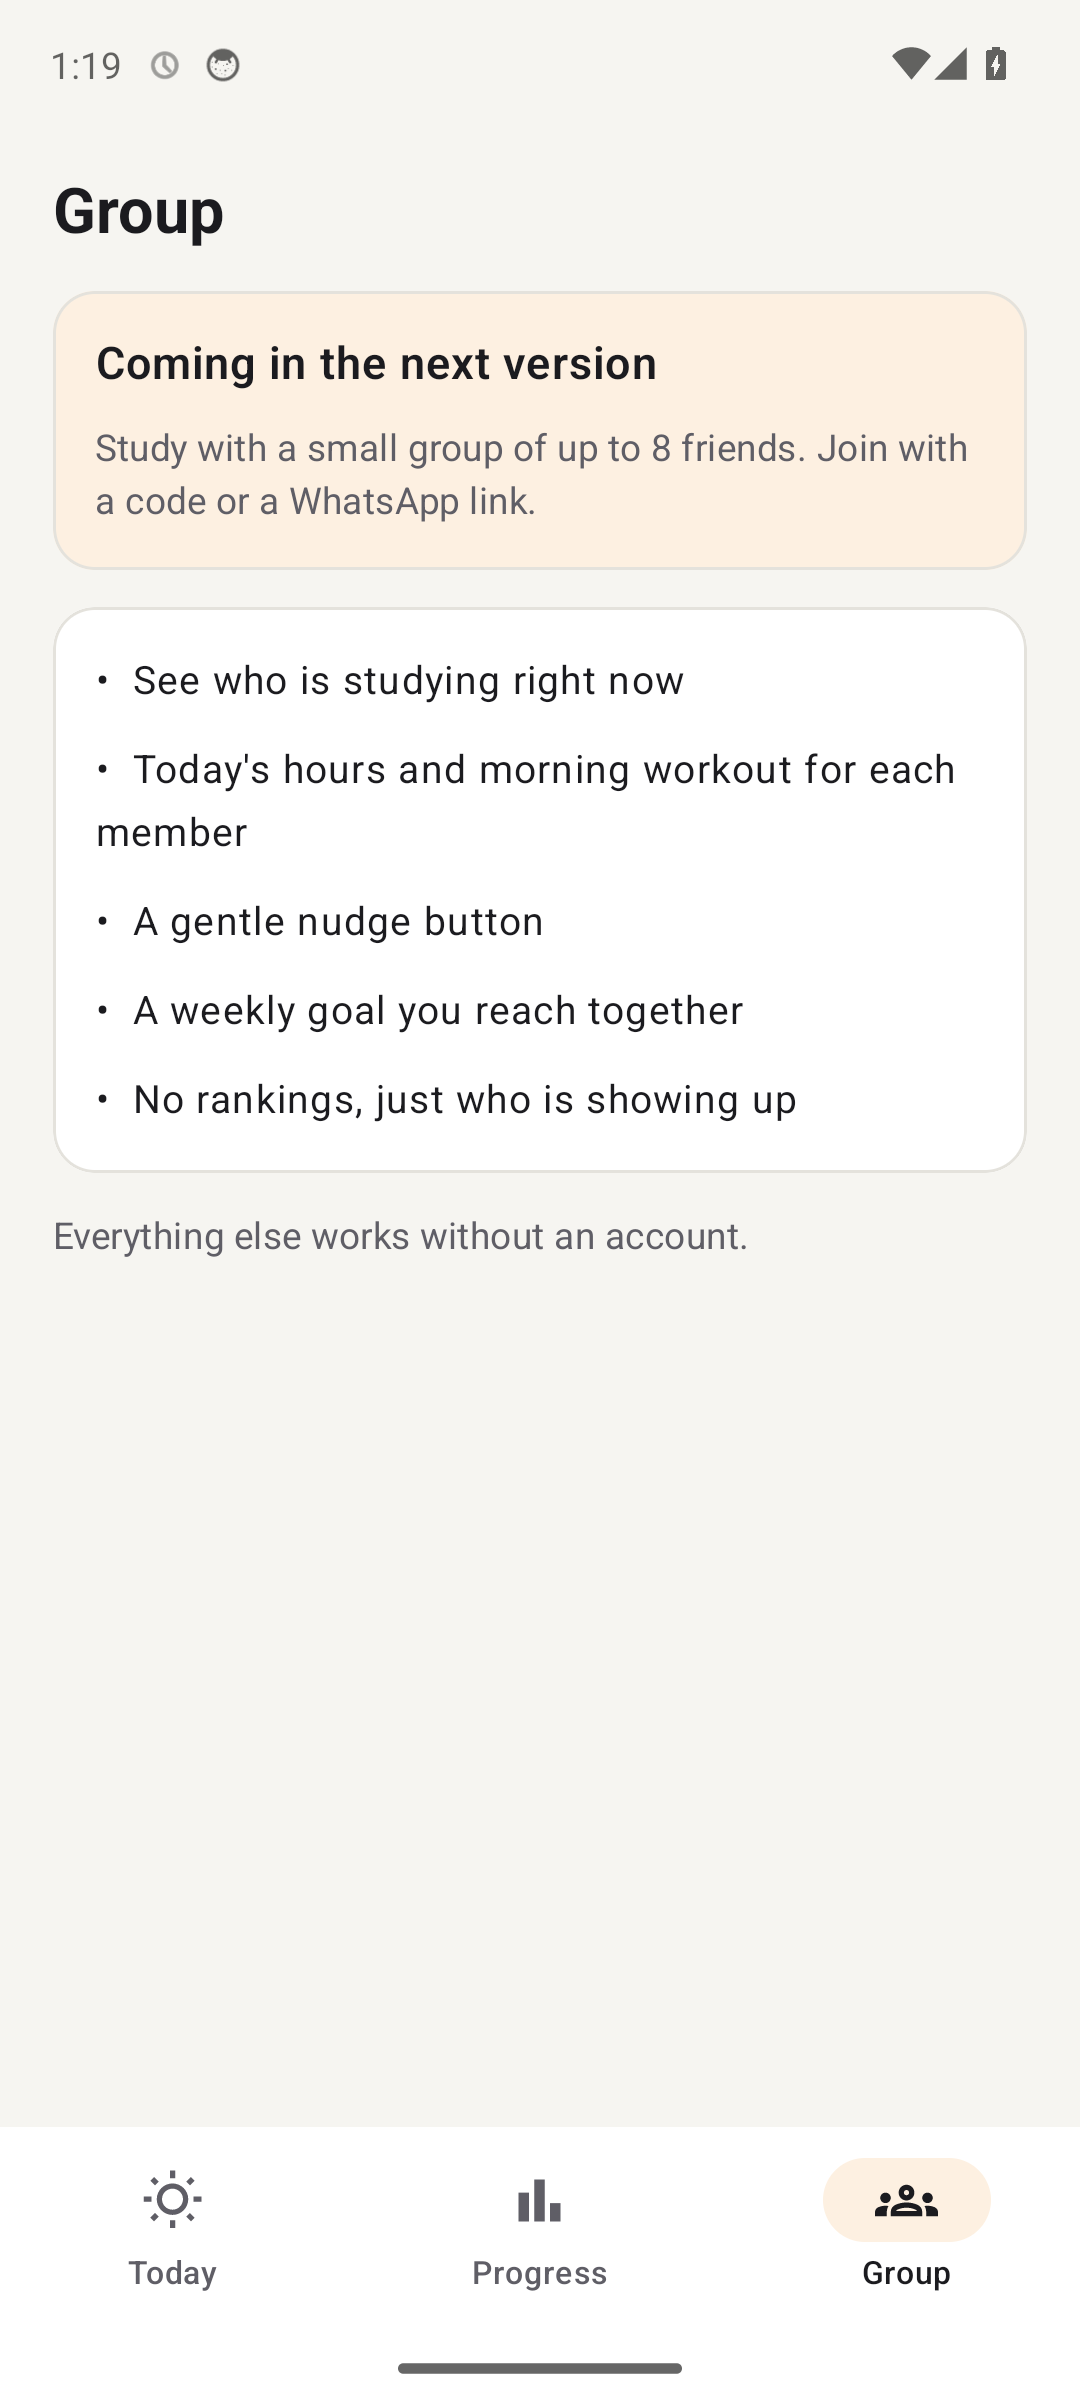 1:19
Group
Coming in the next version
Study with a small group of up to 8 friends. Join with
a code or a WhatsApp link.
• See who is studying right now
• Today's hours and morning workout for each
member
• A gentle nudge button
• A weekly goal you reach together
• No rankings, just who is showing up
Everything else works without an account.
Today
Progress
Group